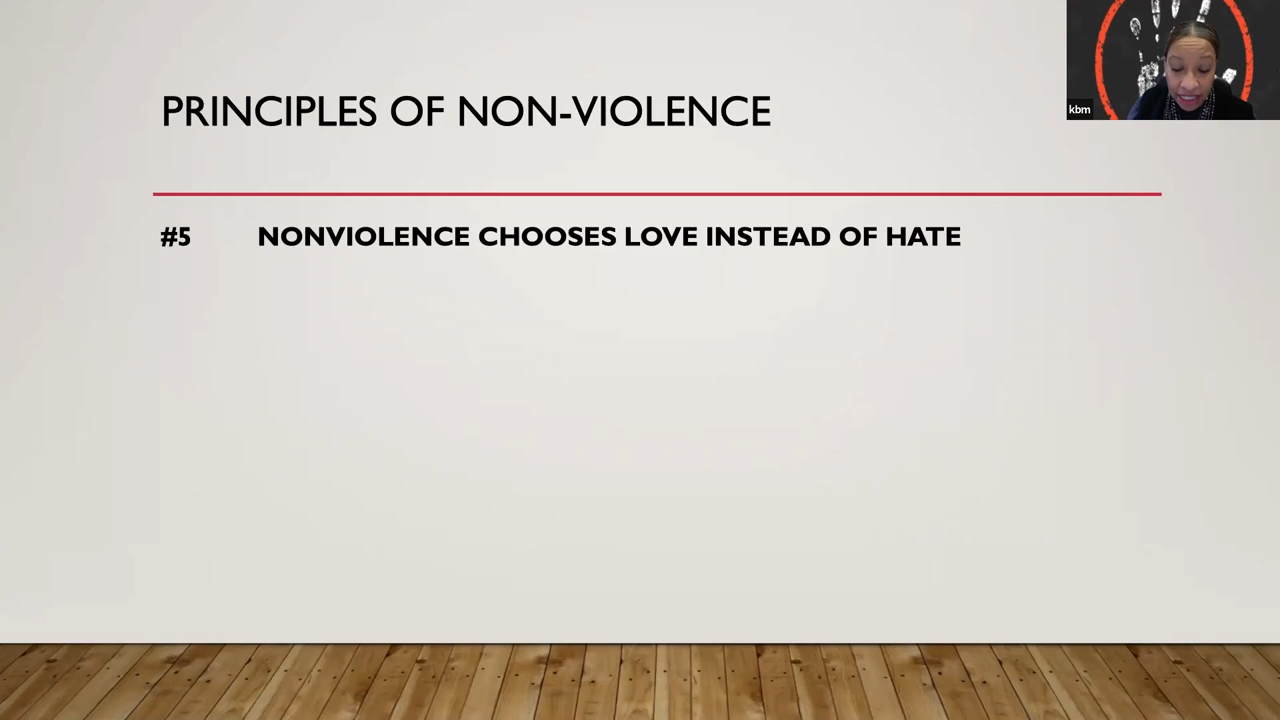 PRINCIPLES OF NON-VIOLENCE
kbm
#5 NONVIOLENCE CHOOSES LOVE INSTEAD OF HATE